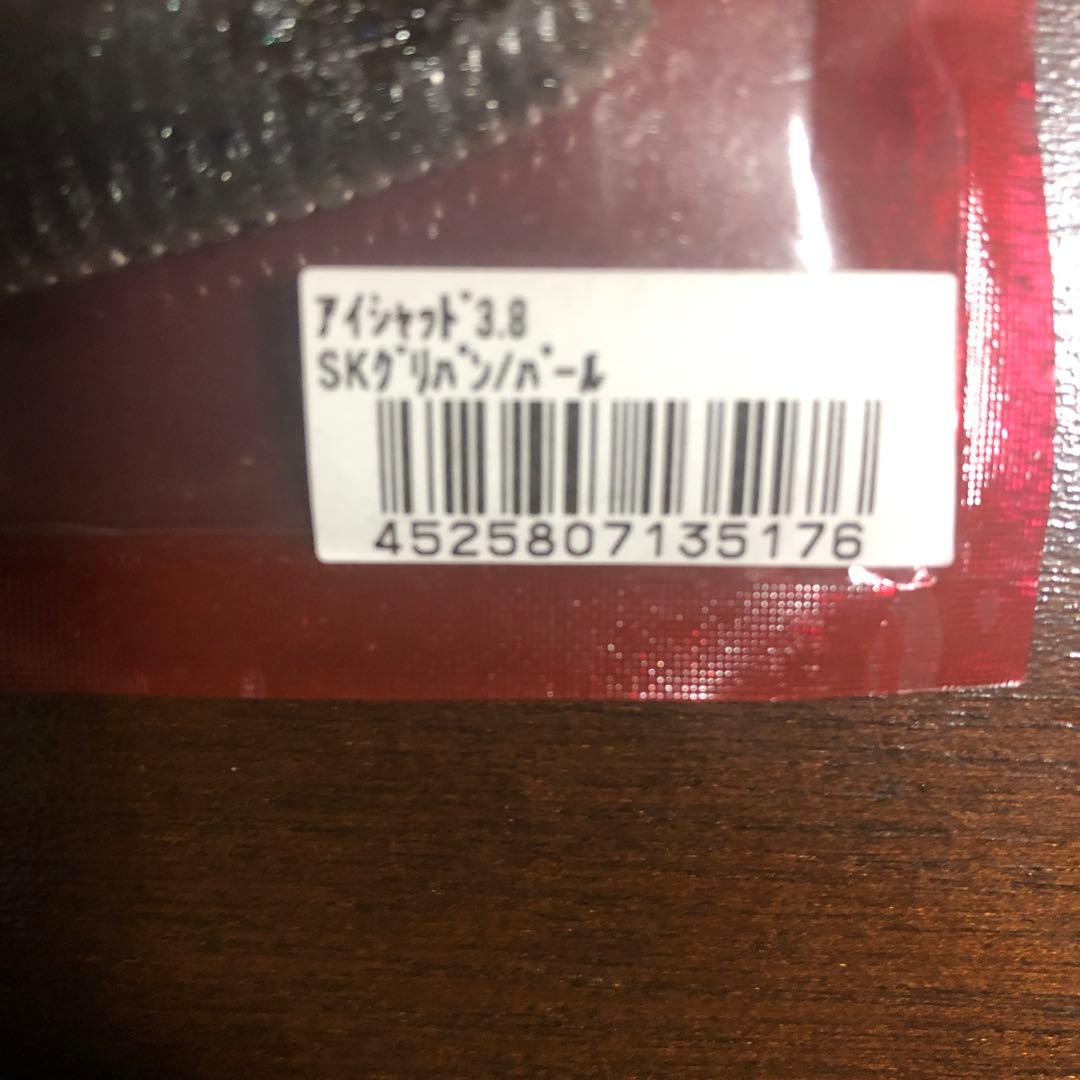 ｱｲｼｬｯﾄﾞ3.8
SKｸﾞﾘﾊﾟﾝ/ﾊﾟｰﾙ
4525807135176